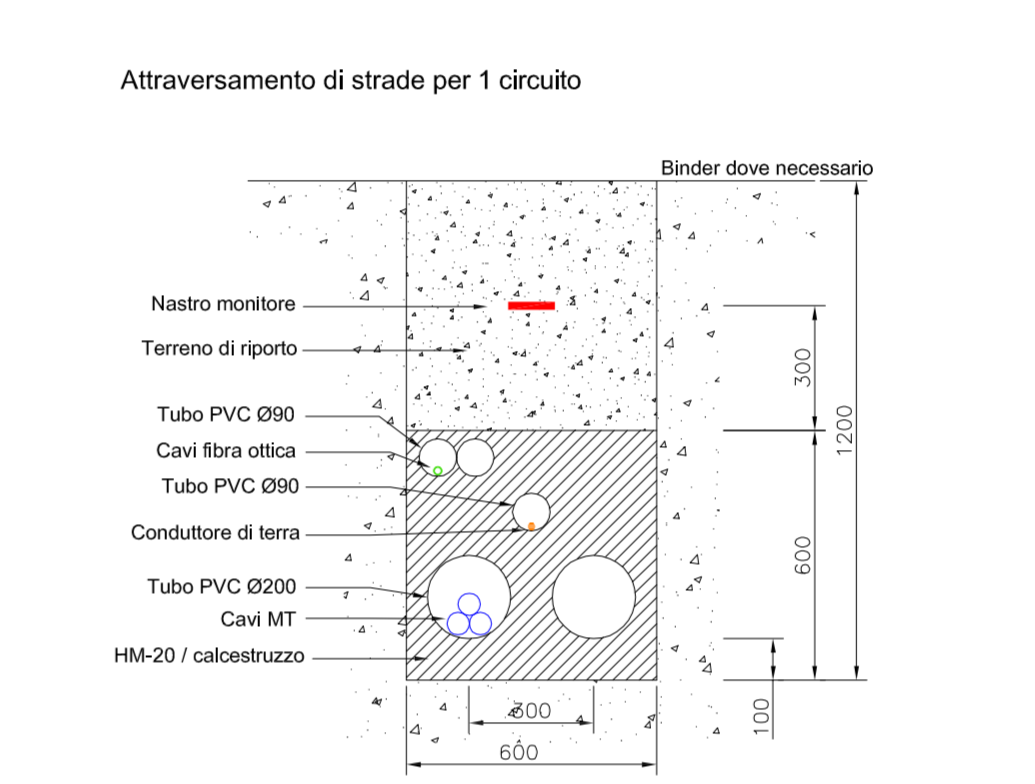 Attraversamento di strade per 1 circuito
Binder dove necessario
Nastro monitore
Terreno di riporto
300
1200
Tubo PVC Ø90
Cavi fibra ottica
Tubo PVC Ø90
Conduttore di terra
600
Tubo PVC Ø200
Cavi MT
HM-20 / calcestruzzo
100
300
600